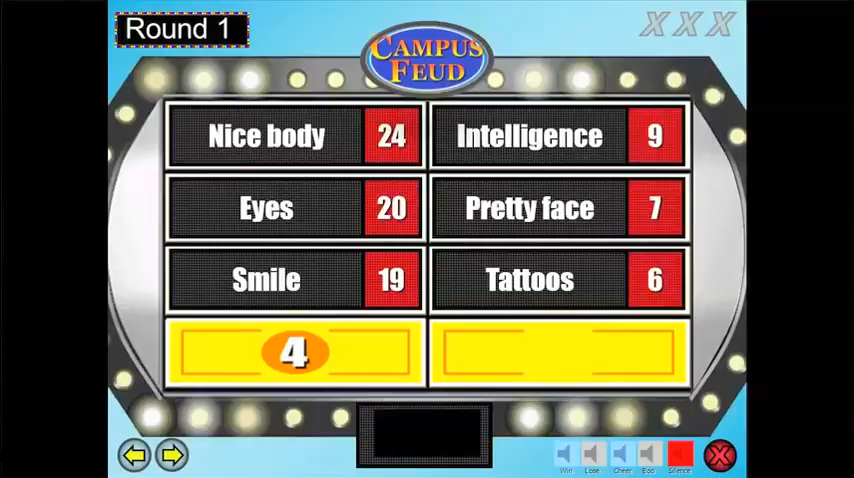 Round 1
X X X
CAMPUS
FEUD
Nice body 24
Intelligence 9
Eyes 20
Pretty face 7
Smile 19
Tattoos 6
4
Win Lose Cheer Boo Silence
X